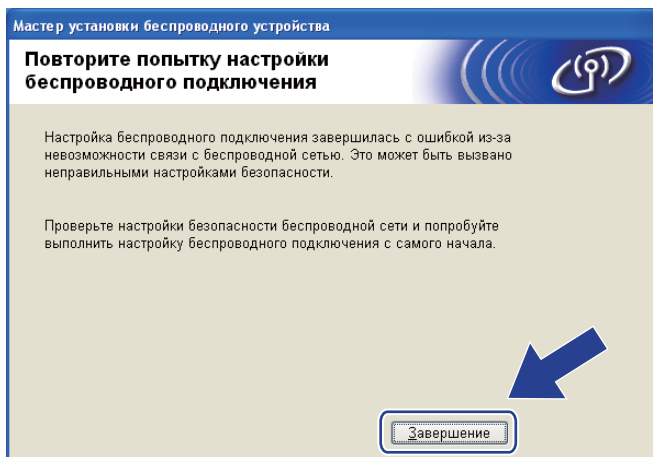 Мастер установки беспроводного устройства
Повторите попытку настройки
беспроводного подключения
Настройка беспроводного подключения завершилась с ошибкой из-за
невозможности связи с беспроводной сетью. Это может быть вызвано
неправильными настройками безопасности.
Проверьте настройки безопасности беспроводной сети и попробуйте
выполнить настройку беспроводного подключения с самого начала.
Завершение